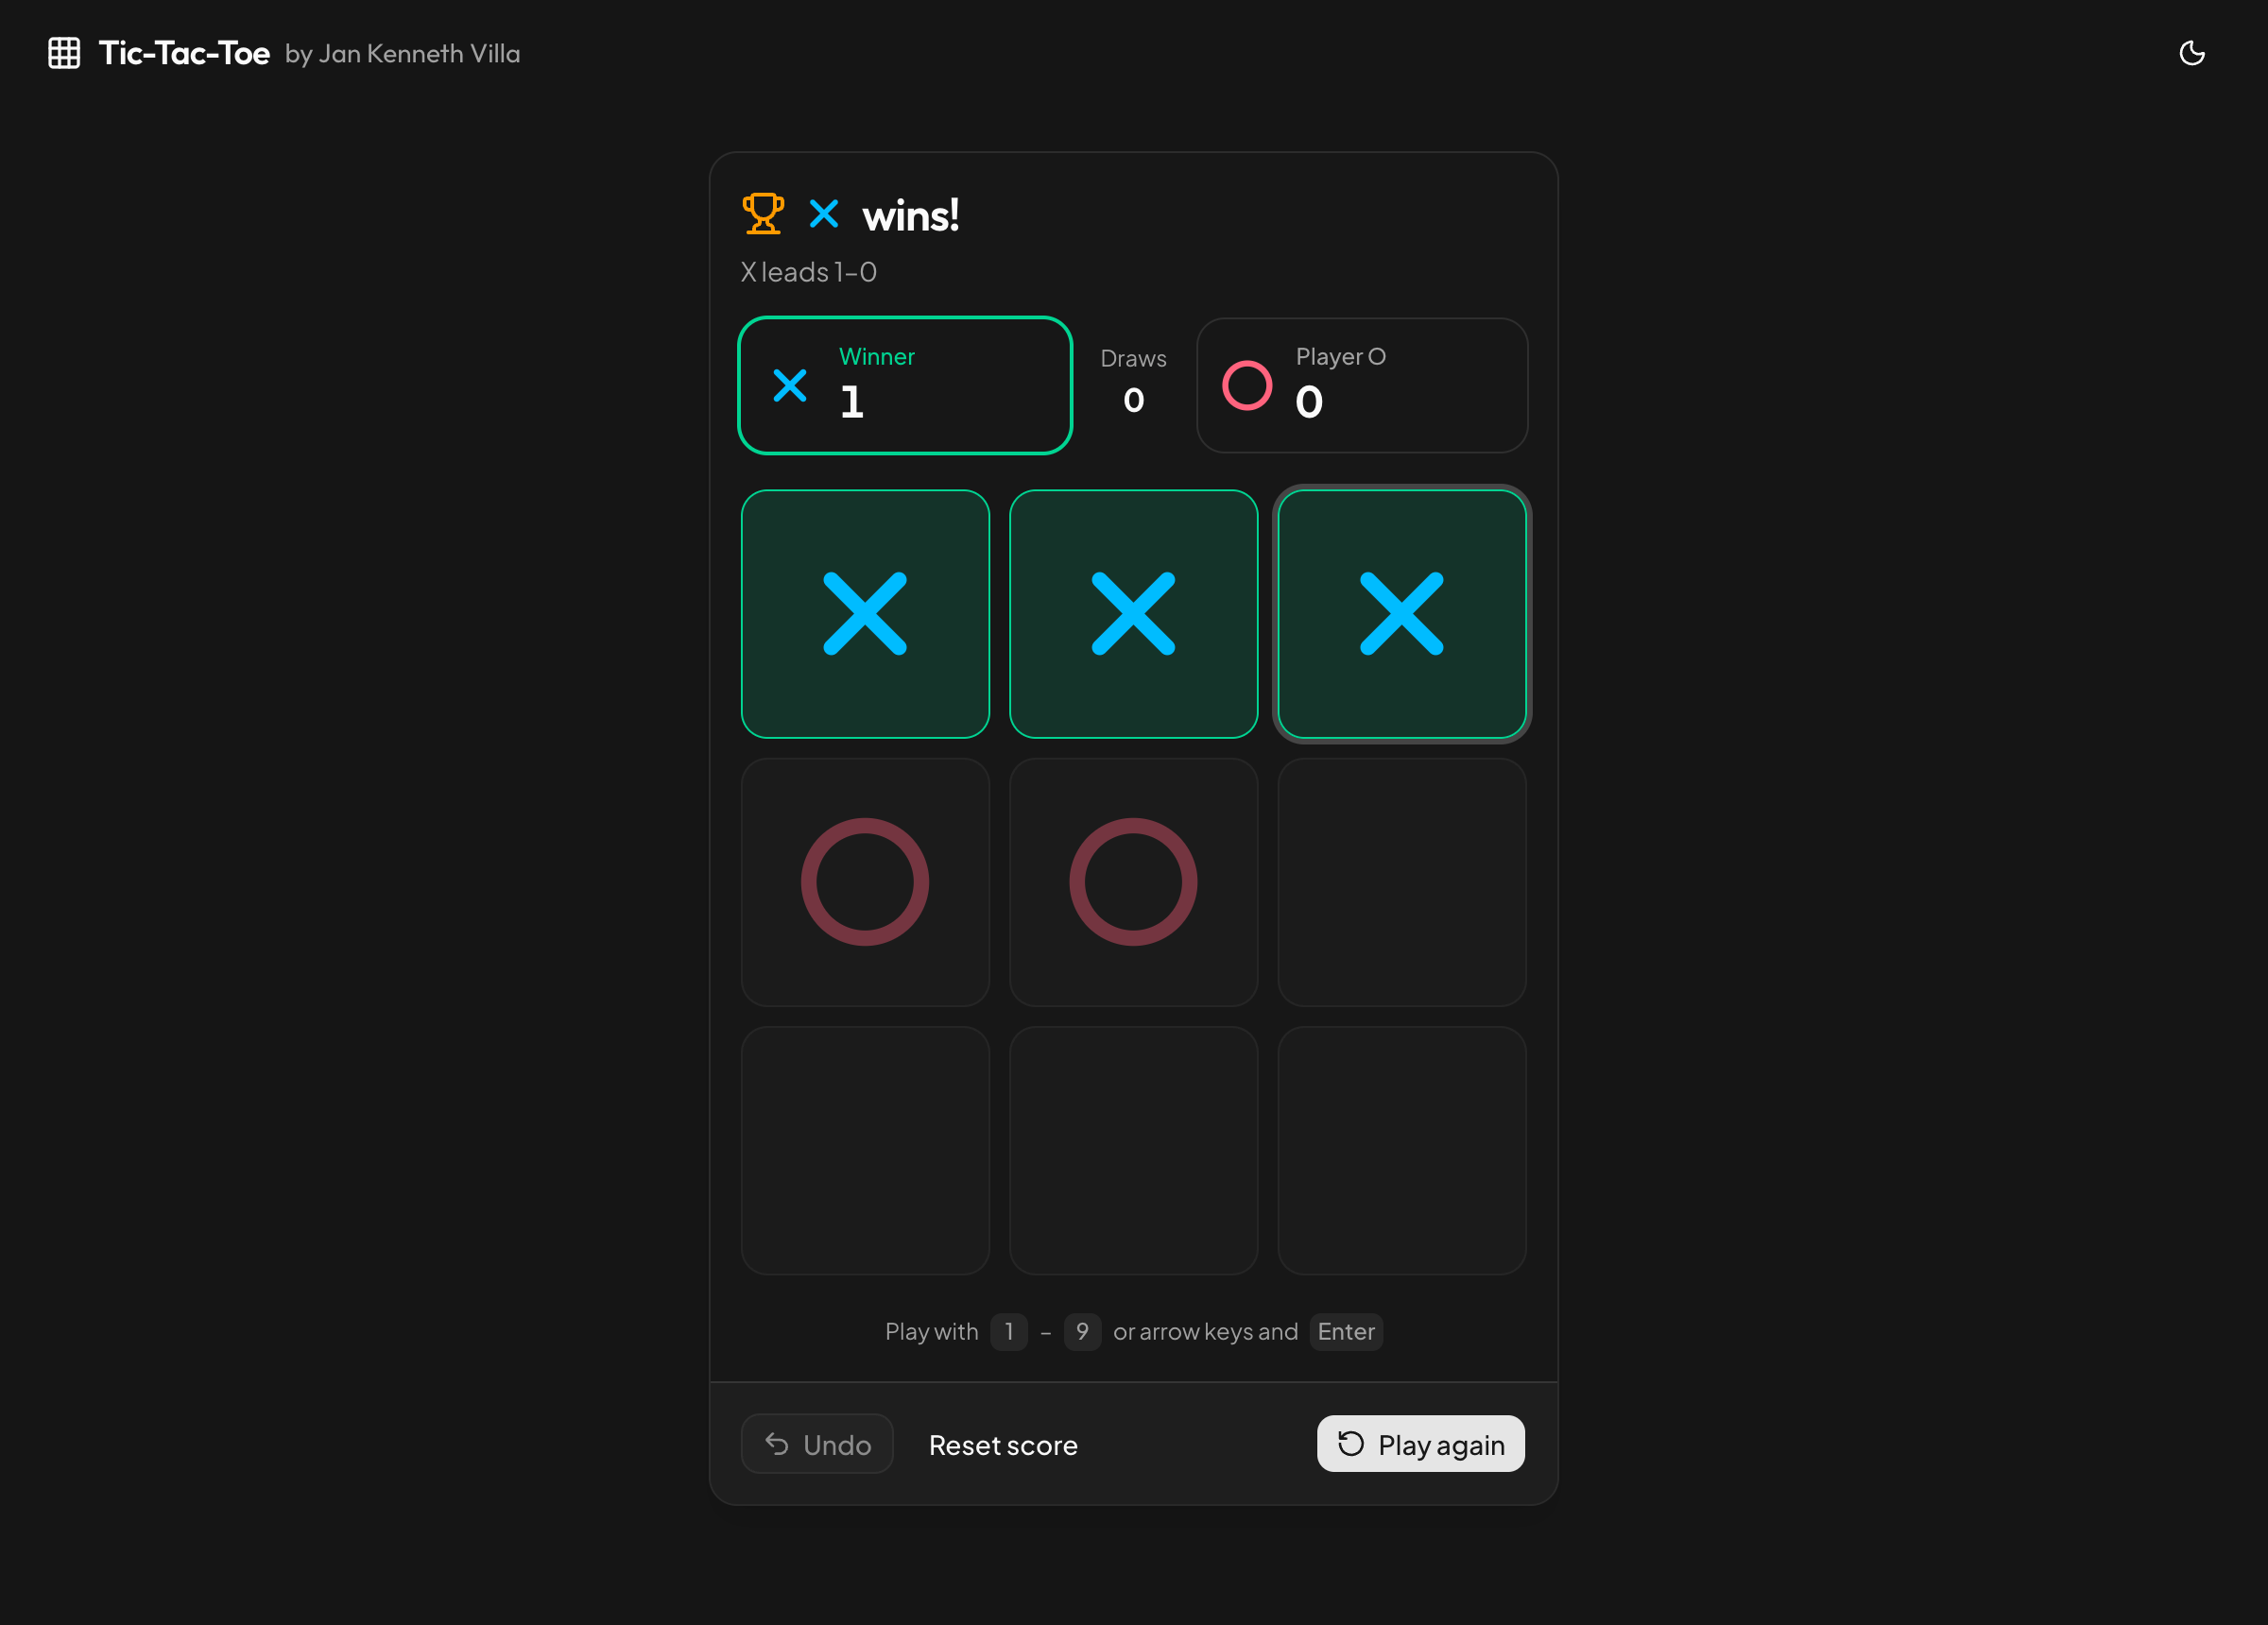 Tic-Tac-Toe by Jan Kenneth Villa
wins!
X leads 1–0
Winner
1
Draws
0
Player O
0
Play with 1 – 9 or arrow keys and Enter
Undo
Reset score
Play again